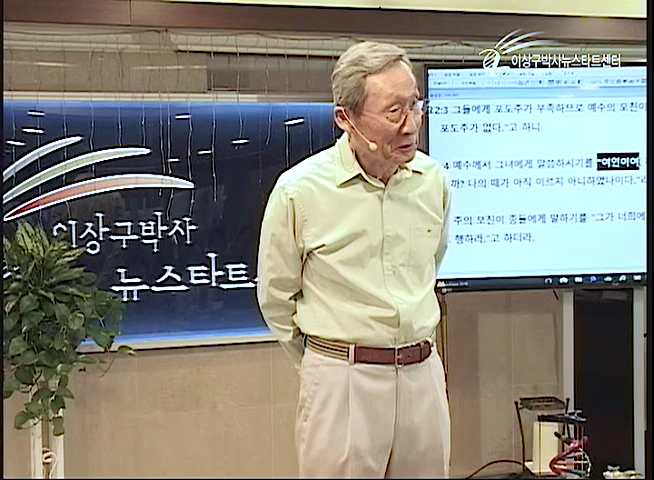 이상구박사뉴스타트센터
2:3 그들에게 포도주가 부족하므로 예수의 모친이
포도주가 없다."고 하니
4 예수께서 그녀에게 말씀하시기를 "여인이여
까? 나의 때가 아직 이르지 아니하였나이다."라
주의 모친이 종들에게 말하기를 "그가 너희에
행하라."고 하더라.
이상구박사
뉴스타트